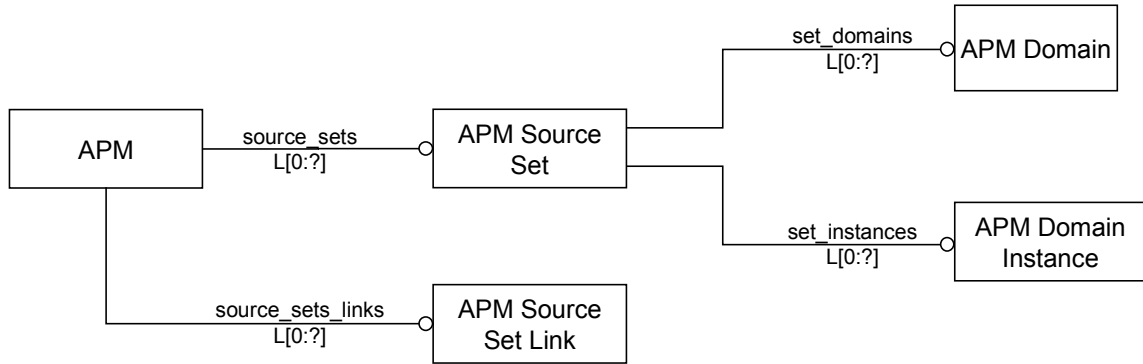 set_domains
L[0:?]
APM Domain
APM
source_sets
L[0:?]
APM Source
Set
set_instances
L[0:?]
APM Domain
Instance
source_sets_links
L[0:?]
APM Source
Set Link